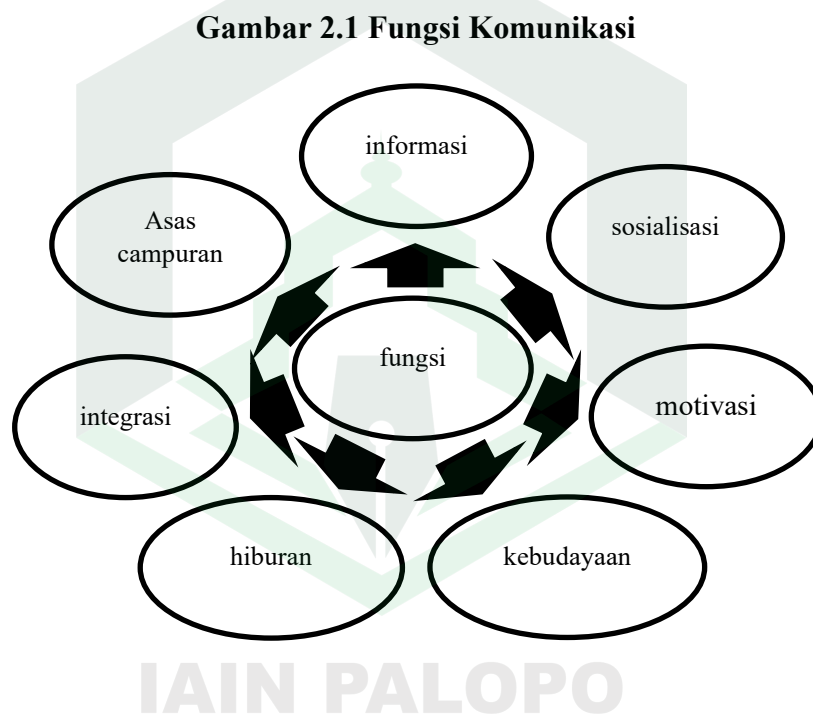 Gambar 2.1 Fungsi Komunikasi
informasi
Asas
campuran
sosialisasi
fungsi
integrasi
motivasi
hiburan
kebudayaan
IAIN PALOPO